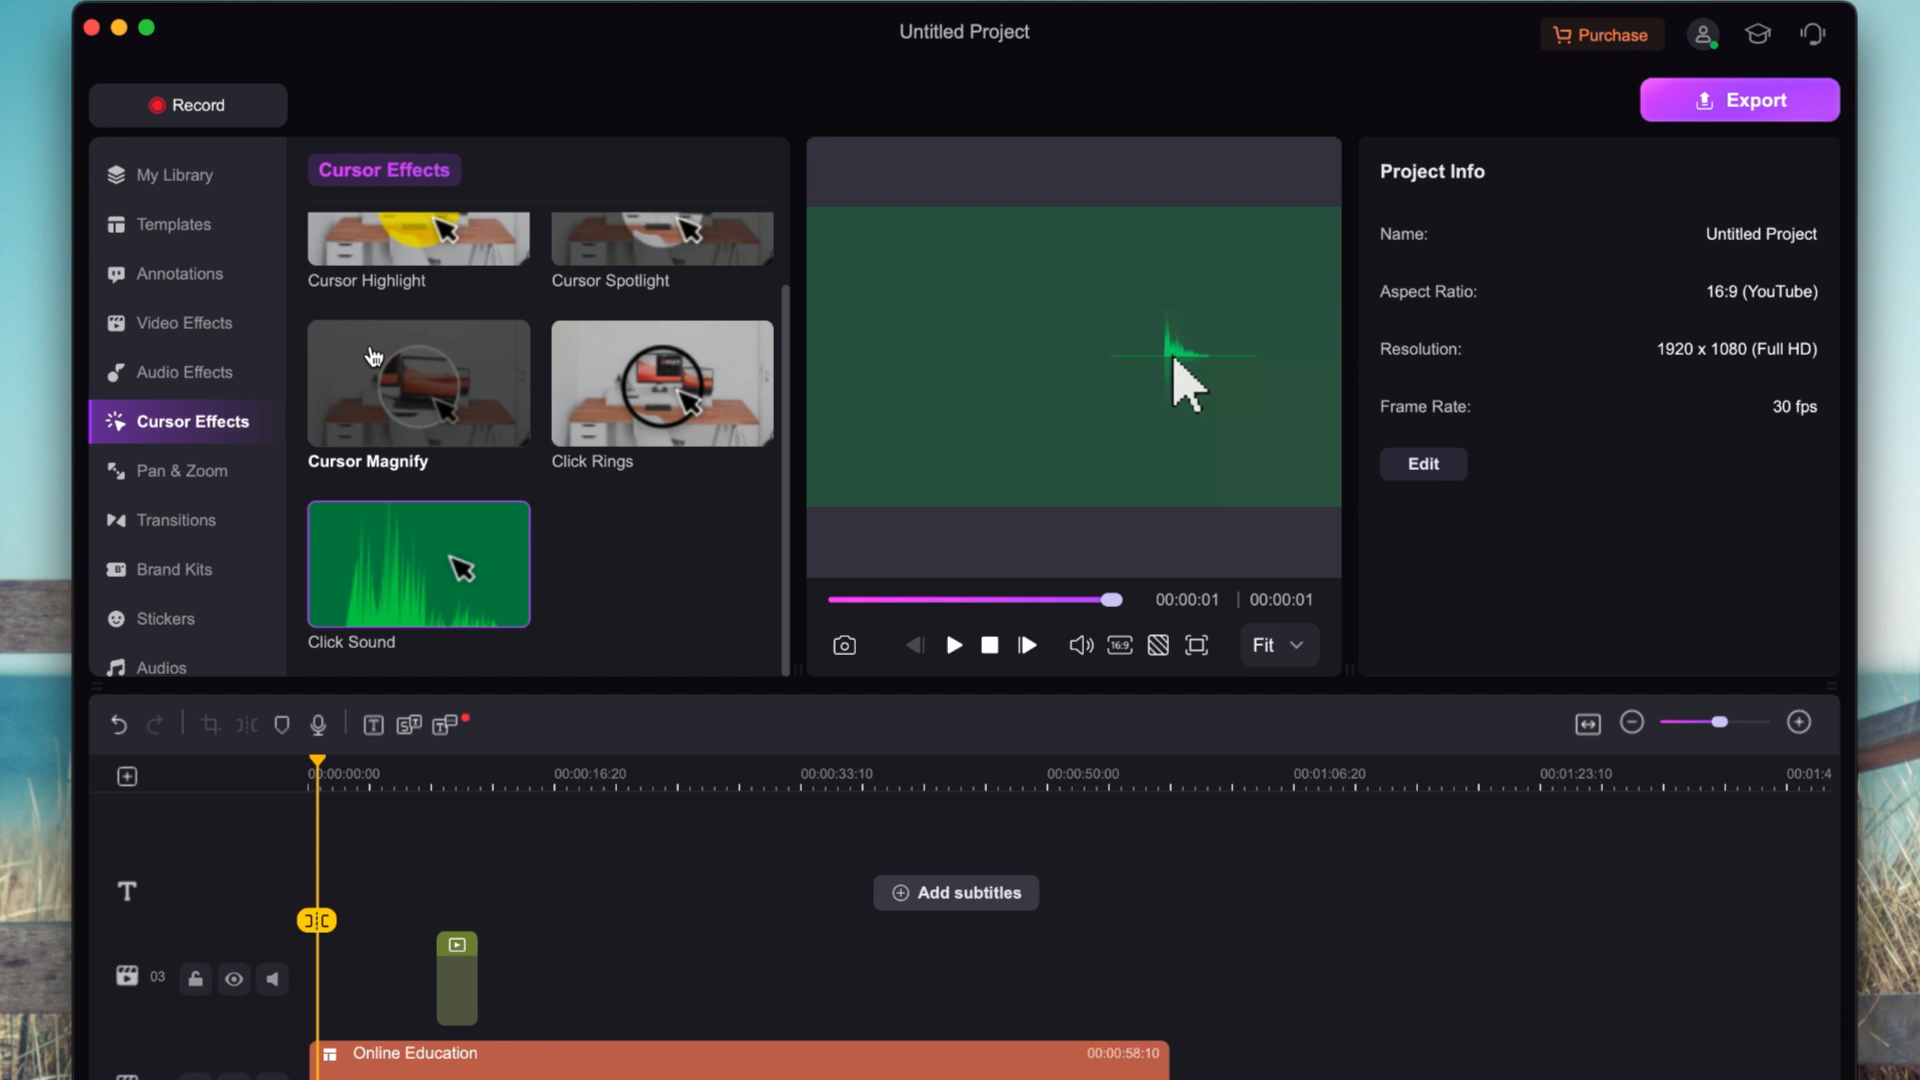 Untitled Project
Purchase
Record
Export
My Library
Templates
Annotations
Video Effects
Audio Effects
Cursor Effects
Pan & Zoom
Transitions
Brand Kits
Stickers
Audios
Cursor Effects
Cursor Highlight
Cursor Spotlight
Cursor Magnify
Click Rings
Click Sound
00:00:01 | 00:00:01
16:9
Fit
Project Info
Name: Untitled Project
Aspect Ratio: 16:9 (YouTube)
Resolution: 1920 x 1080 (Full HD)
Frame Rate: 30 fps
Edit
00:00:00:00 00:00:16:20 00:00:33:10 00:00:50:00 00:01:06:20 00:01:23:10 00:01:4
T
Add subtitles
03
Online Education 00:00:58:10